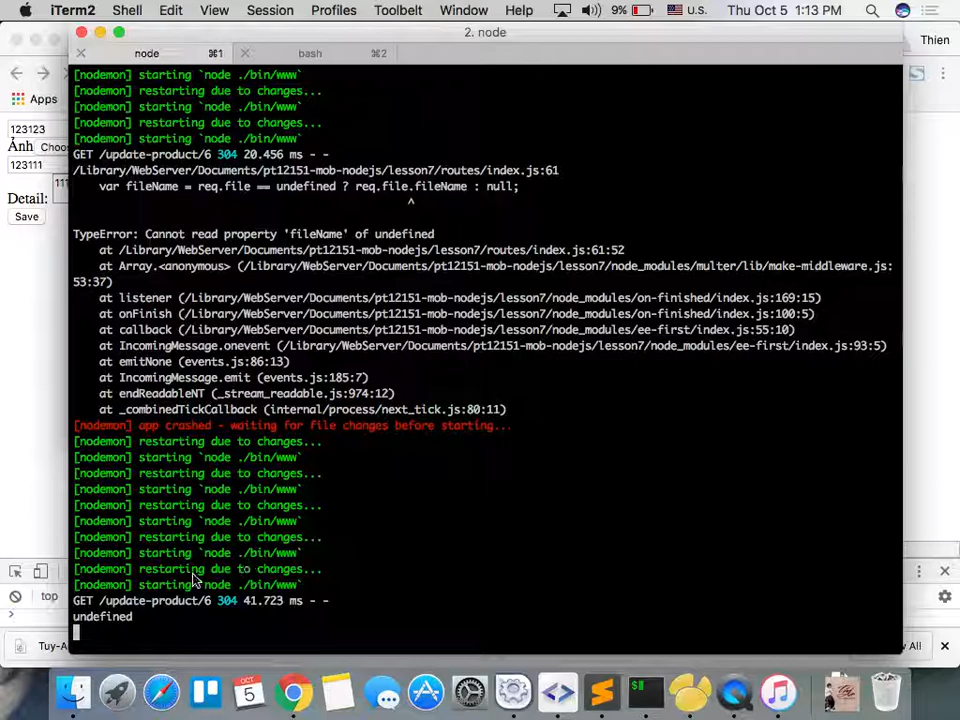 iTerm2 Shell Edit View Session Profiles Toolbelt Window Help 9% U.S. Thu Oct 5 1:13 PM
2. node
node ⌘1 bash ⌘2
Thien
Apps
123123
Ảnh Choo
123111
Detail: 111
Save
[nodemon] starting `node ./bin/www`
[nodemon] restarting due to changes...
[nodemon] starting `node ./bin/www`
[nodemon] restarting due to changes...
[nodemon] starting `node ./bin/www`
GET /update-product/6 304 20.456 ms - -
/Library/WebServer/Documents/pt12151-mob-nodejs/lesson7/routes/index.js:61
var fileName = req.file == undefined ? req.file.fileName : null;
^
TypeError: Cannot read property 'fileName' of undefined
at /Library/WebServer/Documents/pt12151-mob-nodejs/lesson7/routes/index.js:61:52
at Array.<anonymous> (/Library/WebServer/Documents/pt12151-mob-nodejs/lesson7/node_modules/multer/lib/make-middleware.js:
53:37)
at listener (/Library/WebServer/Documents/pt12151-mob-nodejs/lesson7/node_modules/on-finished/index.js:169:15)
at onFinish (/Library/WebServer/Documents/pt12151-mob-nodejs/lesson7/node_modules/on-finished/index.js:100:5)
at callback (/Library/WebServer/Documents/pt12151-mob-nodejs/lesson7/node_modules/ee-first/index.js:55:10)
at IncomingMessage.onevent (/Library/WebServer/Documents/pt12151-mob-nodejs/lesson7/node_modules/ee-first/index.js:93:5)
at emitNone (events.js:86:13)
at IncomingMessage.emit (events.js:185:7)
at endReadableNT (_stream_readable.js:974:12)
at _combinedTickCallback (internal/process/next_tick.js:80:11)
[nodemon] app crashed - waiting for file changes before starting...
[nodemon] restarting due to changes...
[nodemon] starting `node ./bin/www`
[nodemon] restarting due to changes...
[nodemon] starting `node ./bin/www`
[nodemon] restarting due to changes...
[nodemon] starting `node ./bin/www`
[nodemon] restarting due to changes...
[nodemon] starting `node ./bin/www`
[nodemon] restarting due to changes...
[nodemon] starting `node ./bin/www`
GET /update-product/6 304 41.723 ms - -
undefined
top
Tuy-A
All
OCT
5